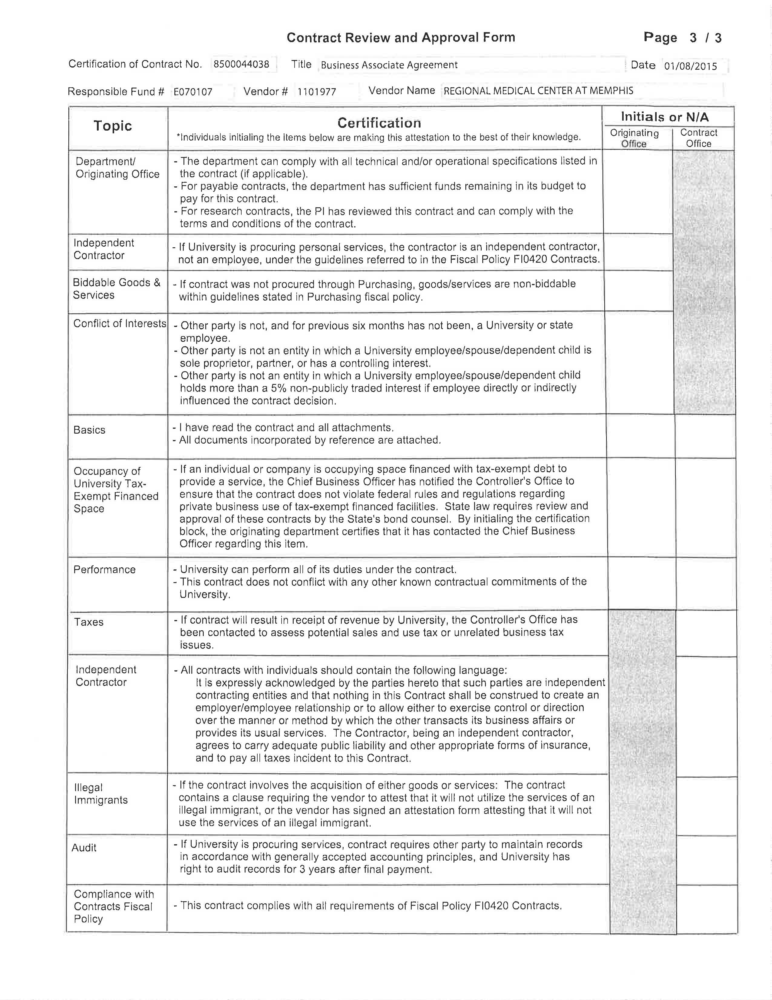 Contract Review and Approval Form
Page 3 / 3
Certification of Contract No. 8500044038 Title Business Associate Agreement Date 01/08/2015
Responsible Fund # E070107 Vendor # 1101977 Vendor Name REGIONAL MEDICAL CENTER AT MEMPHIS
Topic
Certification
*Individuals initialing the items below are making this attestation to the best of their knowledge.
Initials or N/A
Originating
Office
Contract
Office
Department/
Originating Office
- The department can comply with all technical and/or operational specifications listed in
the contract (if applicable).
- For payable contracts, the department has sufficient funds remaining in its budget to
pay for this contract.
- For research contracts, the PI has reviewed this contract and can comply with the
terms and conditions of the contract.
Independent
Contractor
- If University is procuring personal services, the contractor is an independent contractor,
not an employee, under the guidelines referred to in the Fiscal Policy FI0420 Contracts.
Biddable Goods &
Services
- If contract was not procured through Purchasing, goods/services are non-biddable
within guidelines stated in Purchasing fiscal policy.
Conflict of Interests
- Other party is not, and for previous six months has not been, a University or state
employee.
- Other party is not an entity in which a University employee/spouse/dependent child is
sole proprietor, partner, or has a controlling interest.
- Other party is not an entity in which a University employee/spouse/dependent child
holds more than a 5% non-publicly traded interest if employee directly or indirectly
influenced the contract decision.
Basics
- I have read the contract and all attachments.
- All documents incorporated by reference are attached.
Occupancy of
University Tax-
Exempt Financed
Space
- If an individual or company is occupying space financed with tax-exempt debt to
provide a service, the Chief Business Officer has notified the Controller's Office to
ensure that the contract does not violate federal rules and regulations regarding
private business use of tax-exempt financed facilities. State law requires review and
approval of these contracts by the State's bond counsel. By initialing the certification
block, the originating department certifies that it has contacted the Chief Business
Officer regarding this item.
Performance
- University can perform all of its duties under the contract.
- This contract does not conflict with any other known contractual commitments of the
University.
Taxes
- If contract will result in receipt of revenue by University, the Controller's Office has
been contacted to assess potential sales and use tax or unrelated business tax
issues.
Independent
Contractor
- All contracts with individuals should contain the following language:
It is expressly acknowledged by the parties hereto that such parties are independent
contracting entities and that nothing in this Contract shall be construed to create an
employer/employee relationship or to allow either to exercise control or direction
over the manner or method by which the other transacts its business affairs or
provides its usual services. The Contractor, being an independent contractor,
agrees to carry adequate public liability and other appropriate forms of insurance,
and to pay all taxes incident to this Contract.
Illegal
Immigrants
- If the contract involves the acquisition of either goods or services: The contract
contains a clause requiring the vendor to attest that it will not utilize the services of an
illegal immigrant, or the vendor has signed an attestation form attesting that it will not
use the services of an illegal immigrant.
Audit
- If University is procuring services, contract requires other party to maintain records
in accordance with generally accepted accounting principles, and University has
right to audit records for 3 years after final payment.
Compliance with
Contracts Fiscal
Policy
- This contract complies with all requirements of Fiscal Policy FI0420 Contracts.